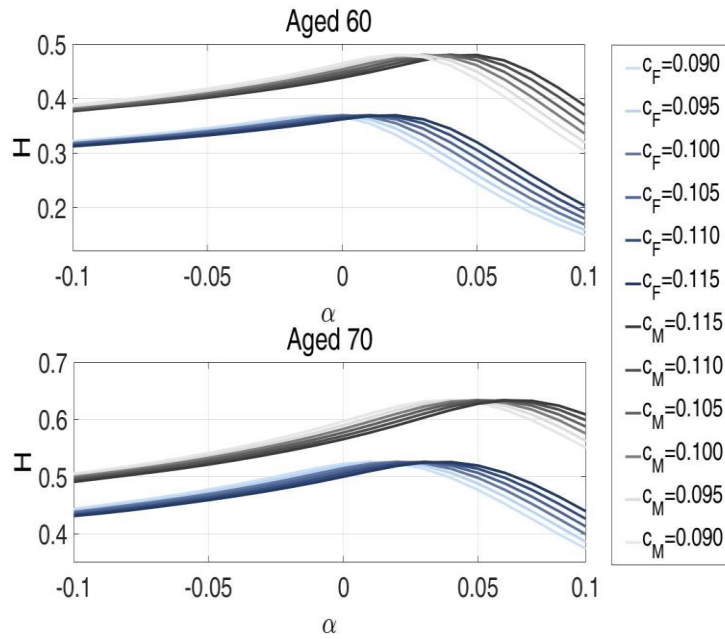 Aged 60
0.5
0.4
0.3
0.2
H
-0.1
-0.05
0
0.05
0.1
α
Aged 70
0.7
0.6
0.5
0.4
H
-0.1
-0.05
0
0.05
0.1
α
c_F=0.090
c_F=0.095
c_F=0.100
c_F=0.105
c_F=0.110
c_F=0.115
c_M=0.115
c_M=0.110
c_M=0.105
c_M=0.100
c_M=0.095
c_M=0.090